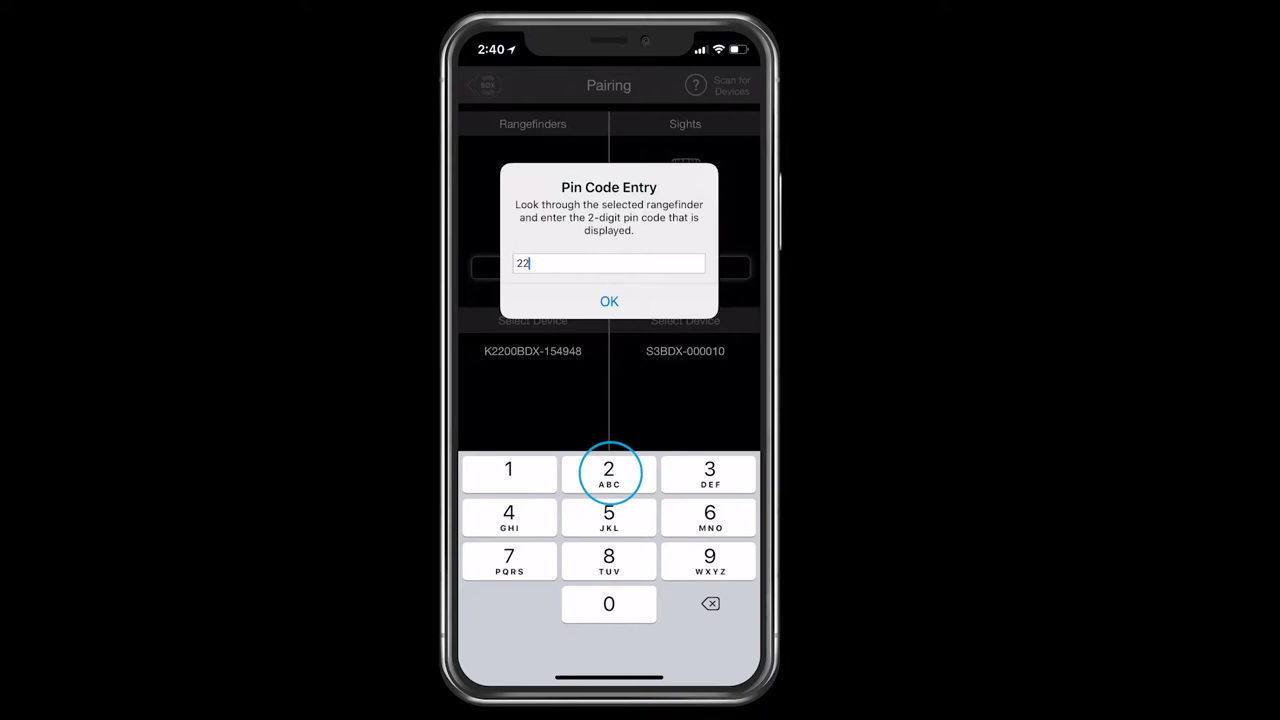 2:40
BDX
Pairing
?
Scan for
Devices
Rangefinders
Sights
Pin Code Entry
Look through the selected rangefinder
and enter the 2-digit pin code that is
displayed.
22
OK
Select Device
Select Device
K2200BDX-154948
S3BDX-000010
1
2
ABC
3
DEF
4
GHI
5
JKL
6
MNO
7
PQRS
8
TUV
9
WXYZ
0